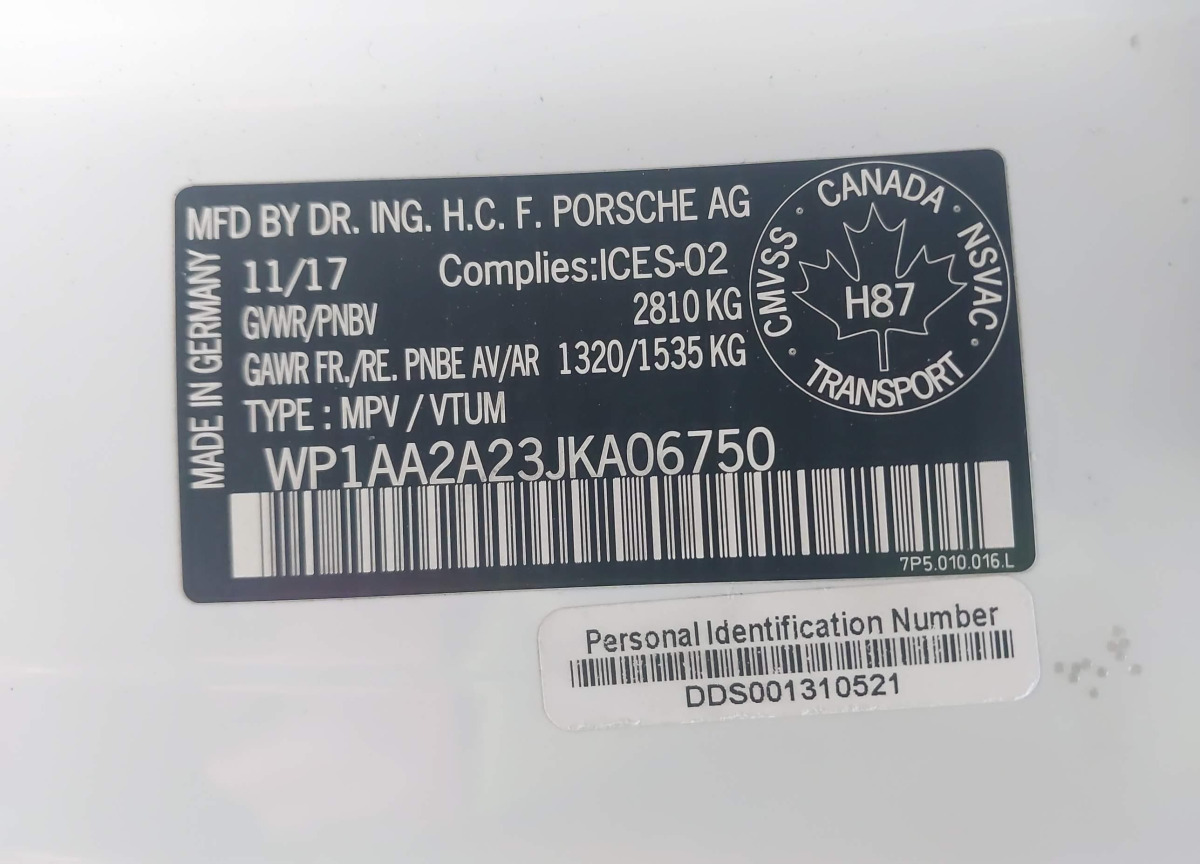 MFD BY DR. ING. H.C. F. PORSCHE AG
11/17 Complies:ICES-02
GVWR/PNBV 2810 KG
GAWR FR./RE. PNBE AV/AR 1320/1535 KG
TYPE : MPV / VTUM
WP1AA2A23JKA06750
MADE IN GERMANY
CANADA
CMVSS · NSVAC
H87
TRANSPORT
7P5.010.016.L
Personal Identification Number
DDS001310521